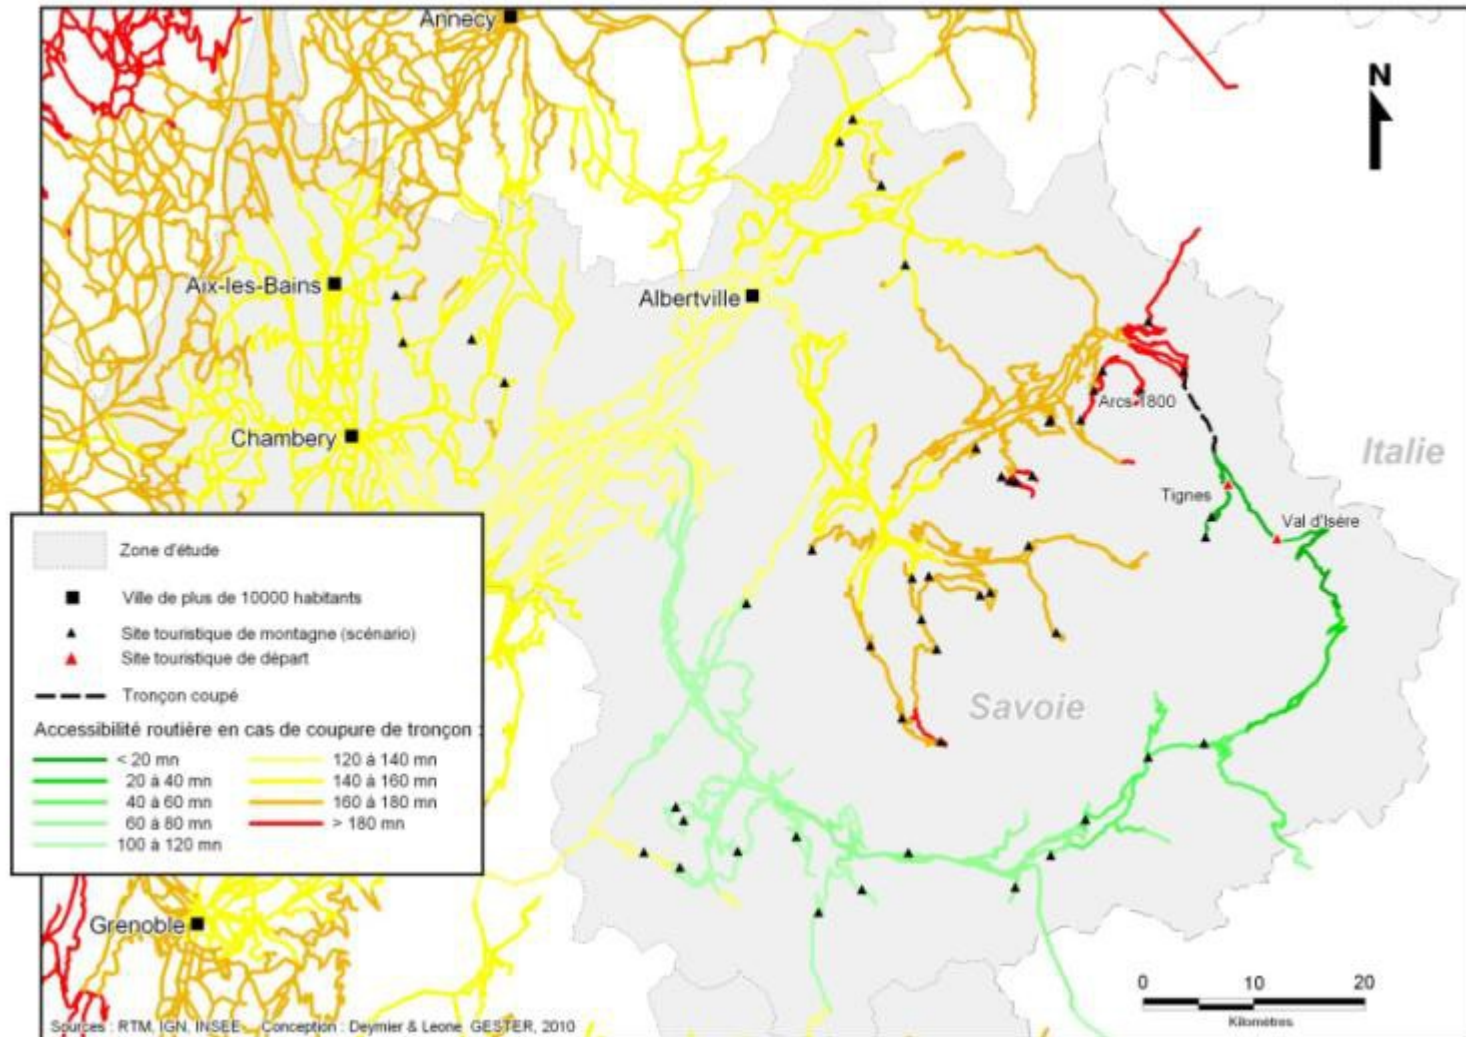 Annecy
N
Aix-les-Bains
Albertville
Arcs 1800
Chambery
Italie
Tignes
Val d'Isère
Zone d'étude
Ville de plus de 10000 habitants
Site touristique de montagne (scénario)
Site touristique de départ
Tronçon coupé
Savoie
Accessibilité routière en cas de coupure de tronçon :
< 20 mn 120 à 140 mn
20 à 40 mn 140 à 160 mn
40 à 60 mn 160 à 180 mn
60 à 80 mn > 180 mn
100 à 120 mn
Grenoble
0 10 20
Kilomètres
Sources : RTM, IGN, INSEE Conception : Deymier & Leone GESTER, 2010